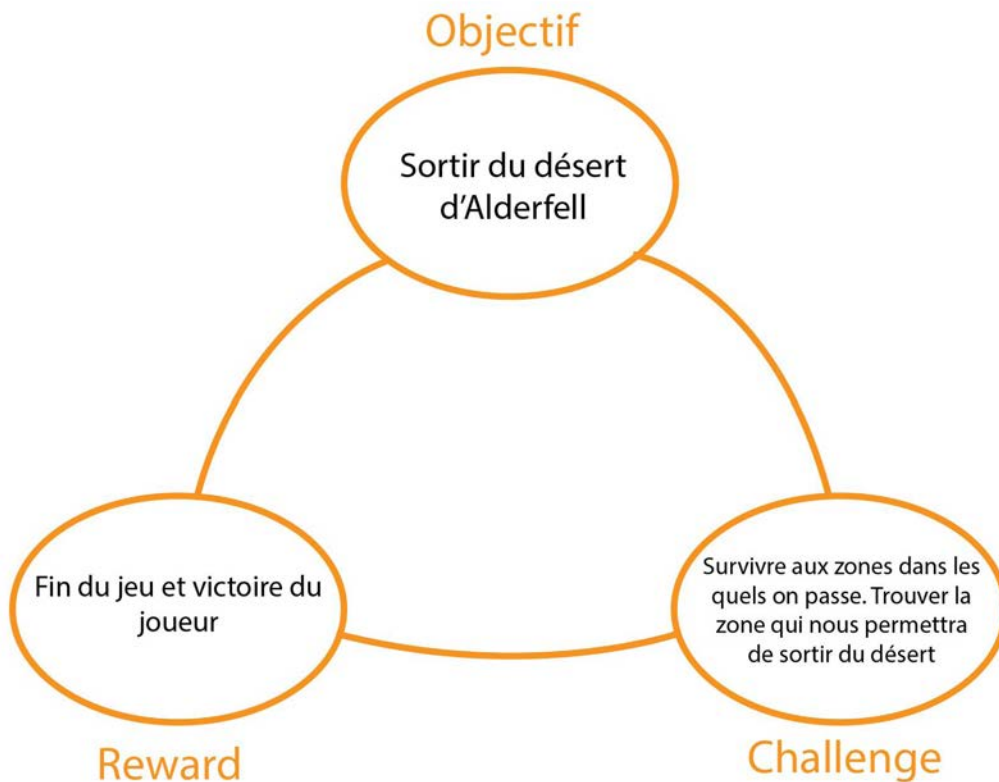 Objectif
Sortir du désert
d'Alderfell
Fin du jeu et victoire du
joueur
Reward
Survivre aux zones dans les
quels on passe. Trouver la
zone qui nous permettra
de sortir du désert
Challenge